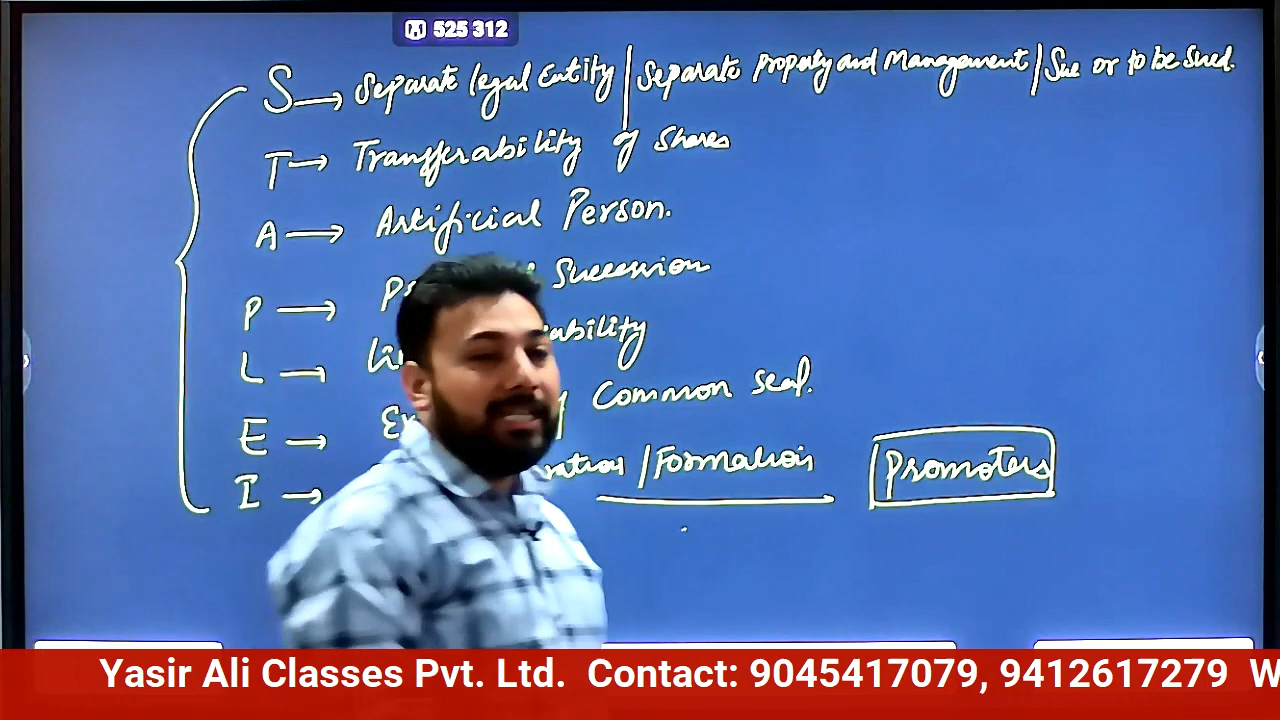 525 312
S → Separate legal Entity / Separate Property and Management / Sue or to be Sued.
T → Transferability of Shares
A → Artificial Person.
P → Succession
L → ability
E → Common Seal.
I → ration / Formation Promoters
Yasir Ali Classes Pvt. Ltd. Contact: 9045417079, 9412617279 W